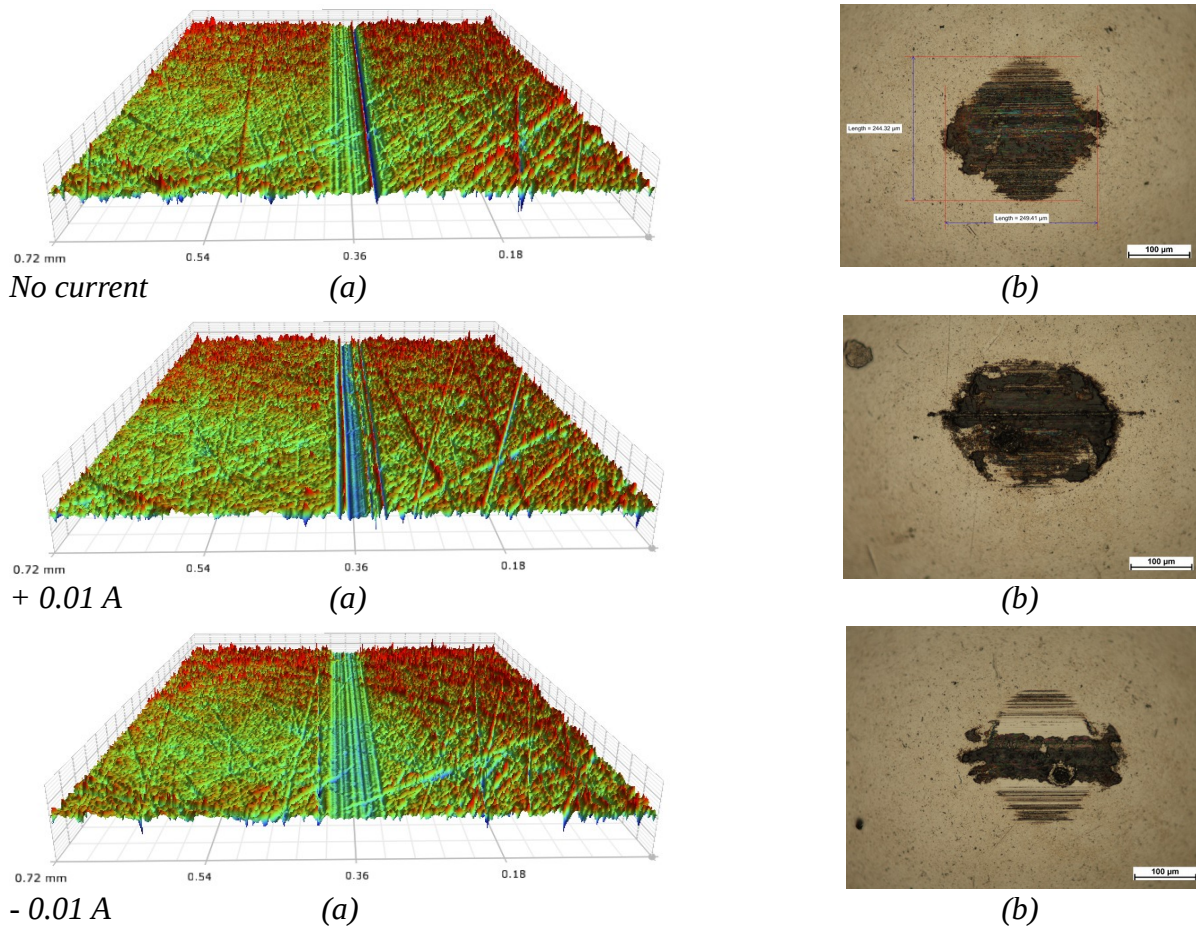 Length = 244.32 µm
Length = 249.41 µm
100 µm
0.72 mm 0.54 0.36 0.18
No current (a) (b)
100 µm
0.72 mm 0.54 0.36 0.18
+ 0.01 A (a) (b)
100 µm
0.72 mm 0.54 0.36 0.18
- 0.01 A (a) (b)